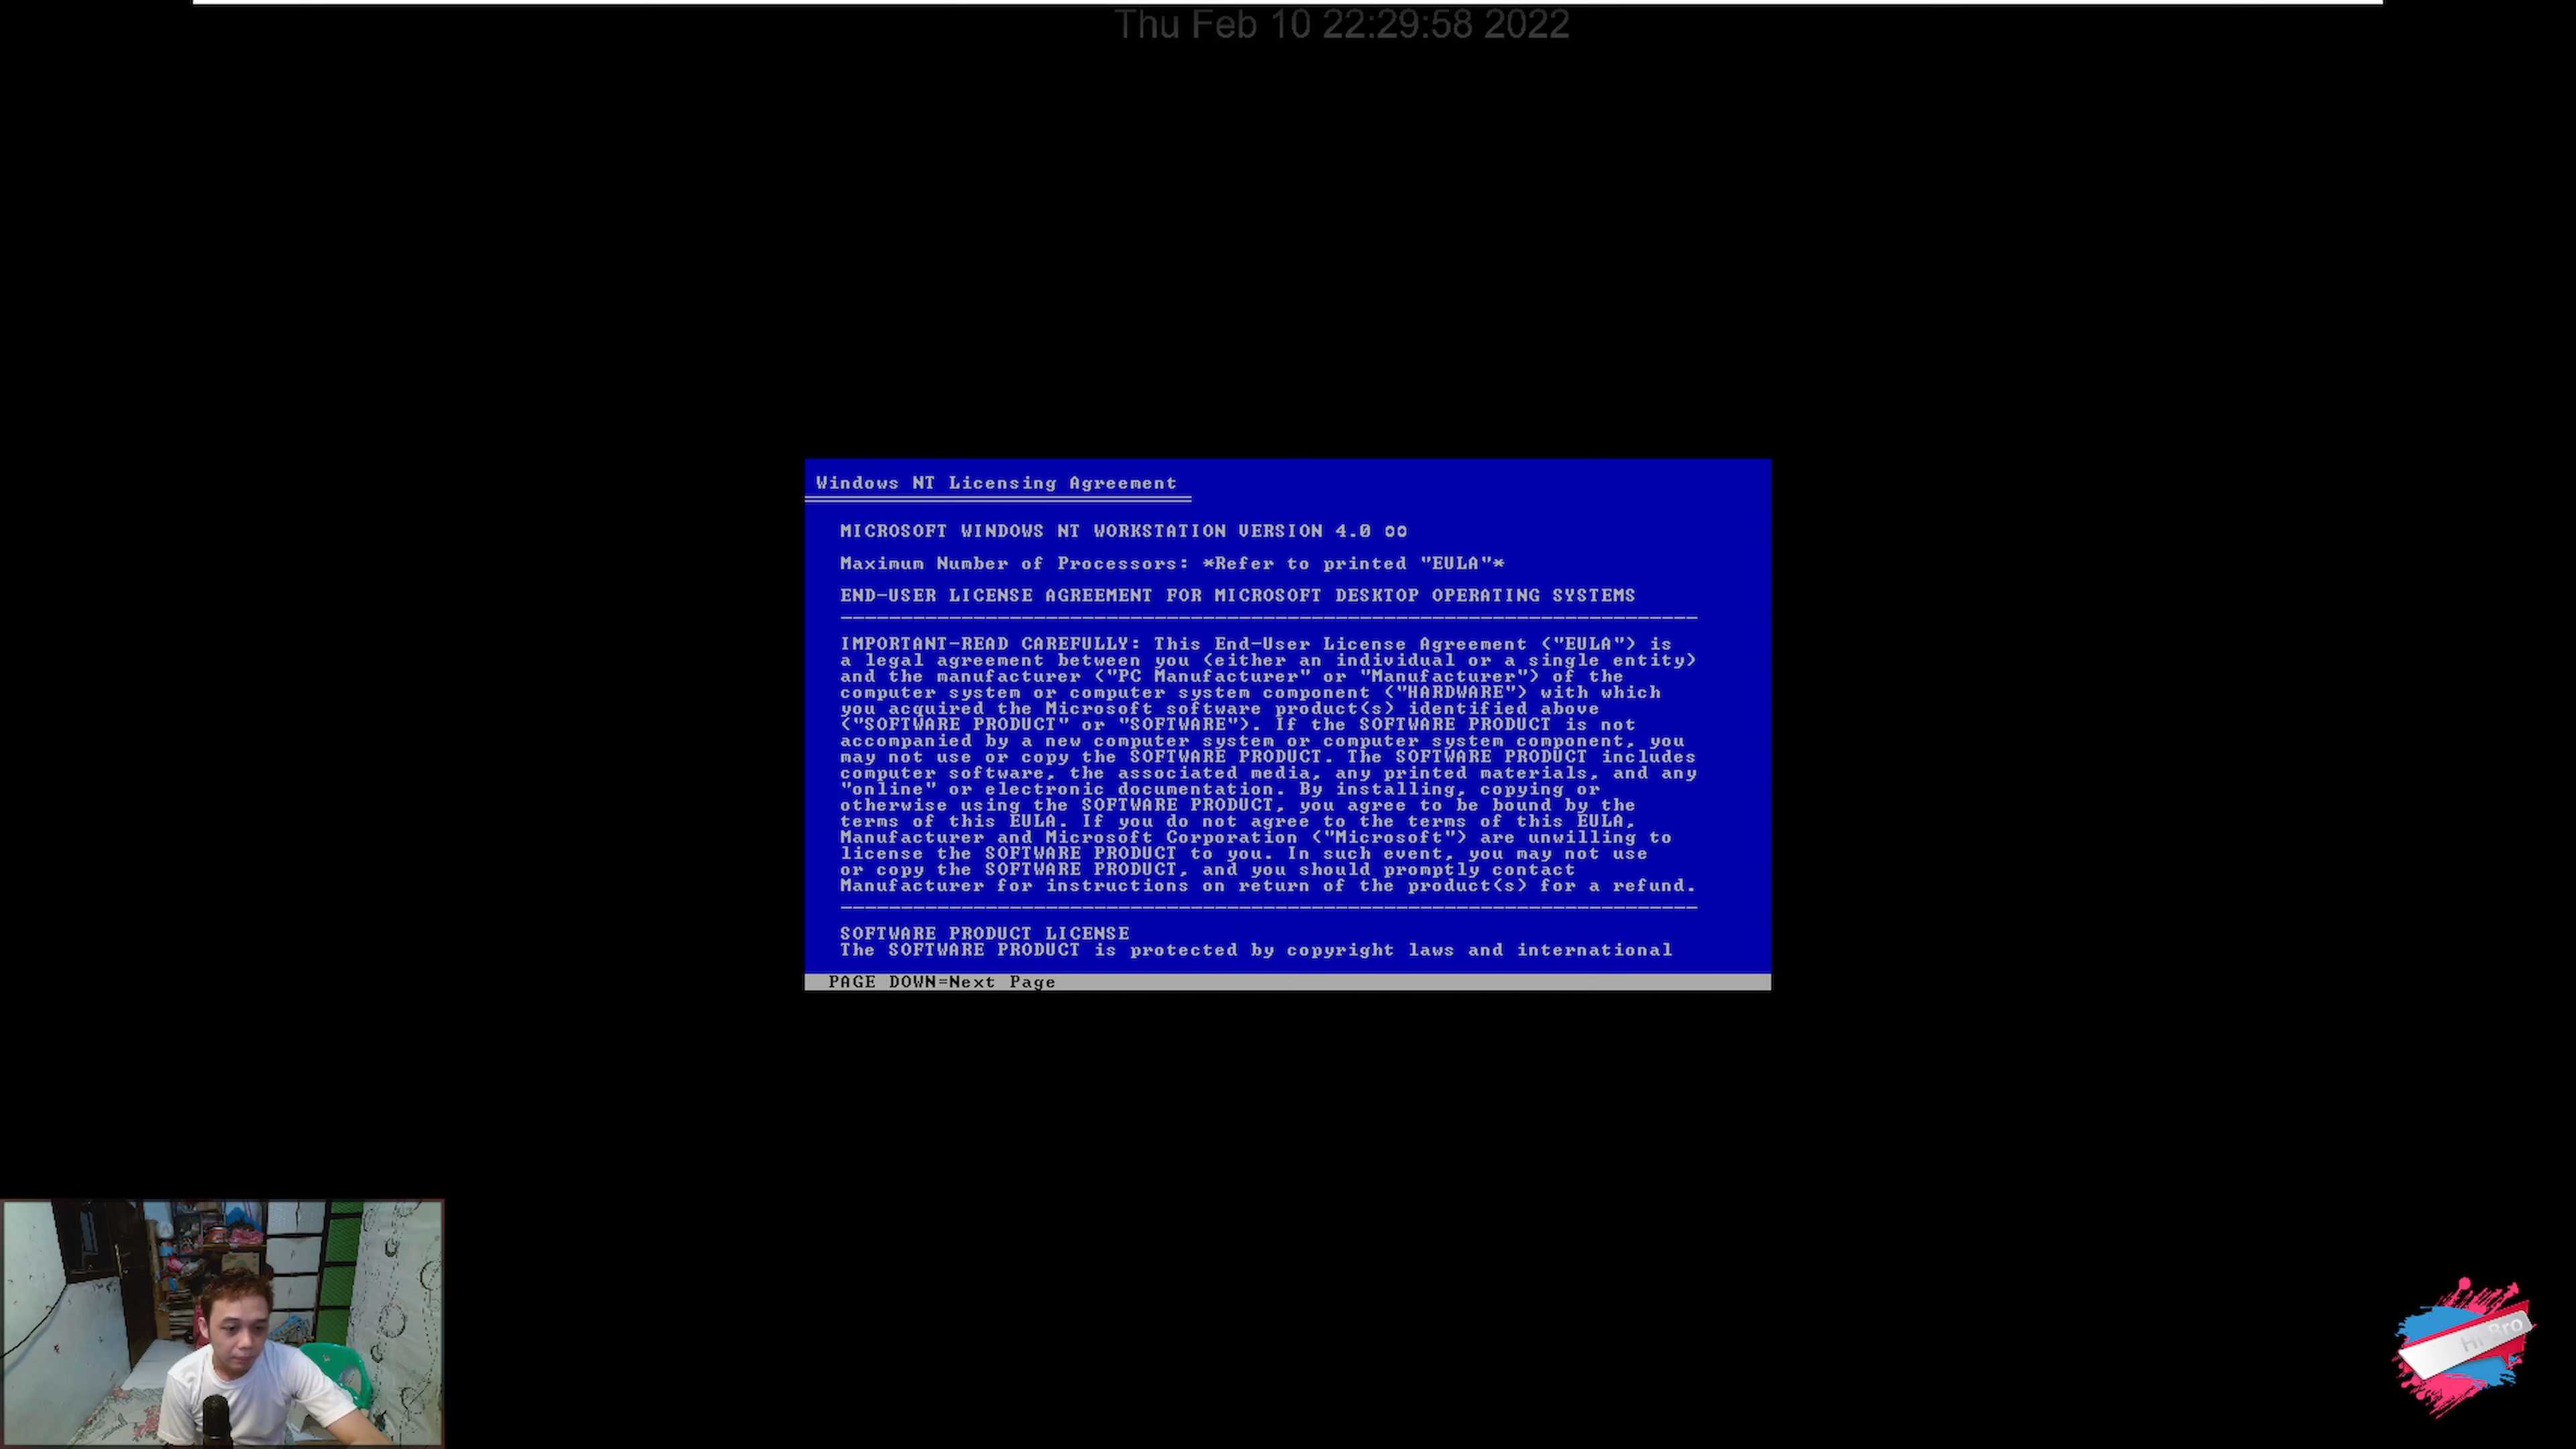 Thu Feb 10 22:29:58 2022
Windows NT Licensing Agreement
MICROSOFT WINDOWS NT WORKSTATION VERSION 4.0 oo
Maximum Number of Processors: *Refer to printed "EULA"*
END-USER LICENSE AGREEMENT FOR MICROSOFT DESKTOP OPERATING SYSTEMS
IMPORTANT-READ CAREFULLY: This End-User License Agreement ("EULA") is
a legal agreement between you (either an individual or a single entity)
and the manufacturer ("PC Manufacturer" or "Manufacturer") of the
computer system or computer system component ("HARDWARE") with which
you acquired the Microsoft software product(s) identified above
("SOFTWARE PRODUCT" or "SOFTWARE"). If the SOFTWARE PRODUCT is not
accompanied by a new computer system or computer system component, you
may not use or copy the SOFTWARE PRODUCT. The SOFTWARE PRODUCT includes
computer software, the associated media, any printed materials, and any
"online" or electronic documentation. By installing, copying or
otherwise using the SOFTWARE PRODUCT, you agree to be bound by the
terms of this EULA. If you do not agree to the terms of this EULA,
Manufacturer and Microsoft Corporation ("Microsoft") are unwilling to
license the SOFTWARE PRODUCT to you. In such event, you may not use
or copy the SOFTWARE PRODUCT, and you should promptly contact
Manufacturer for instructions on return of the product(s) for a refund.
SOFTWARE PRODUCT LICENSE
The SOFTWARE PRODUCT is protected by copyright laws and international
PAGE DOWN=Next Page
Hi Bro